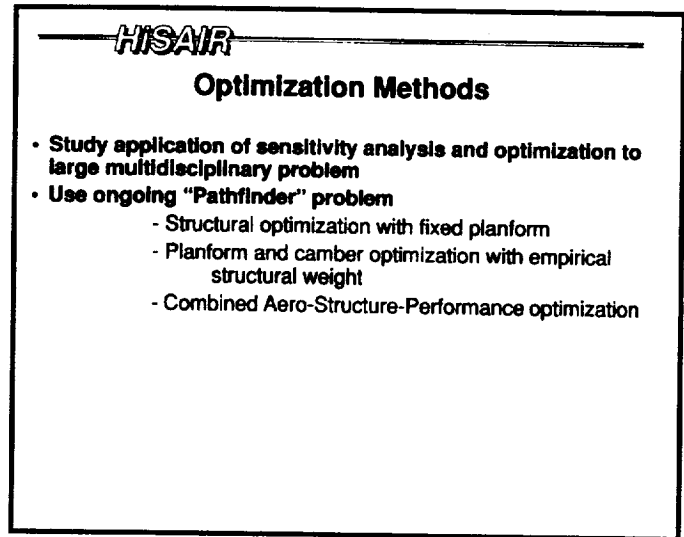 HiSAIR
Optimization Methods
• Study application of sensitivity analysis and optimization to
large multidisciplinary problem
• Use ongoing "Pathfinder" problem
- Structural optimization with fixed planform
- Planform and camber optimization with empirical
structural weight
- Combined Aero-Structure-Performance optimization